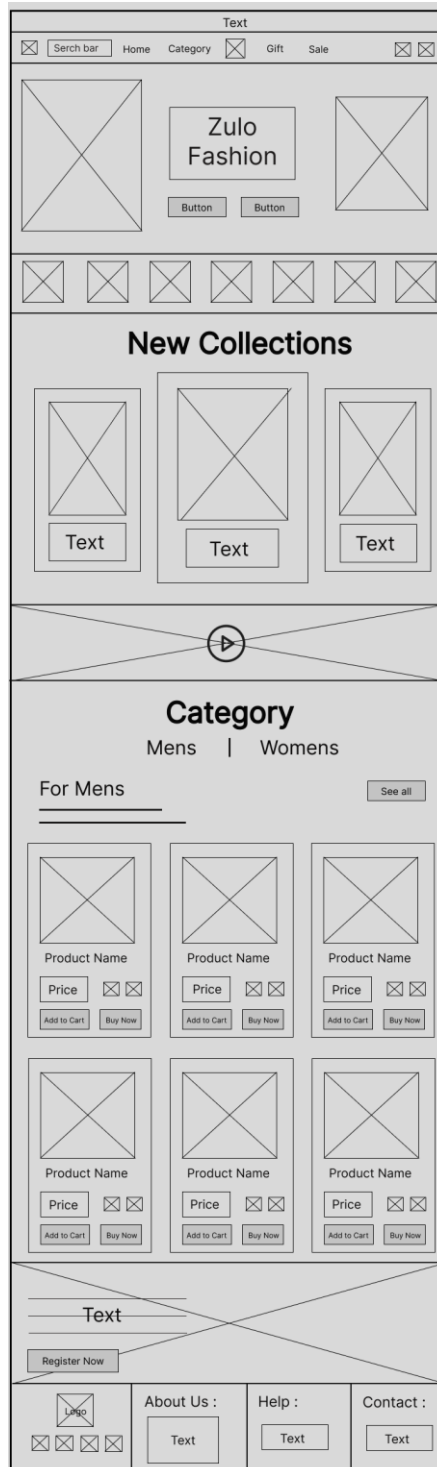 Text
Serch bar Home Category Gift Sale
Zulo
Fashion
Button Button
New Collections
Text Text Text
Category
Mens | Womens
For Mens
See all
Product Name Product Name Product Name
Price Price Price
Add to Cart Buy Now Add to Cart Buy Now Add to Cart Buy Now
Product Name Product Name Product Name
Price Price Price
Add to Cart Buy Now Add to Cart Buy Now Add to Cart Buy Now
Text
Register Now
Logo
About Us :
Text
Help :
Text
Contact :
Text